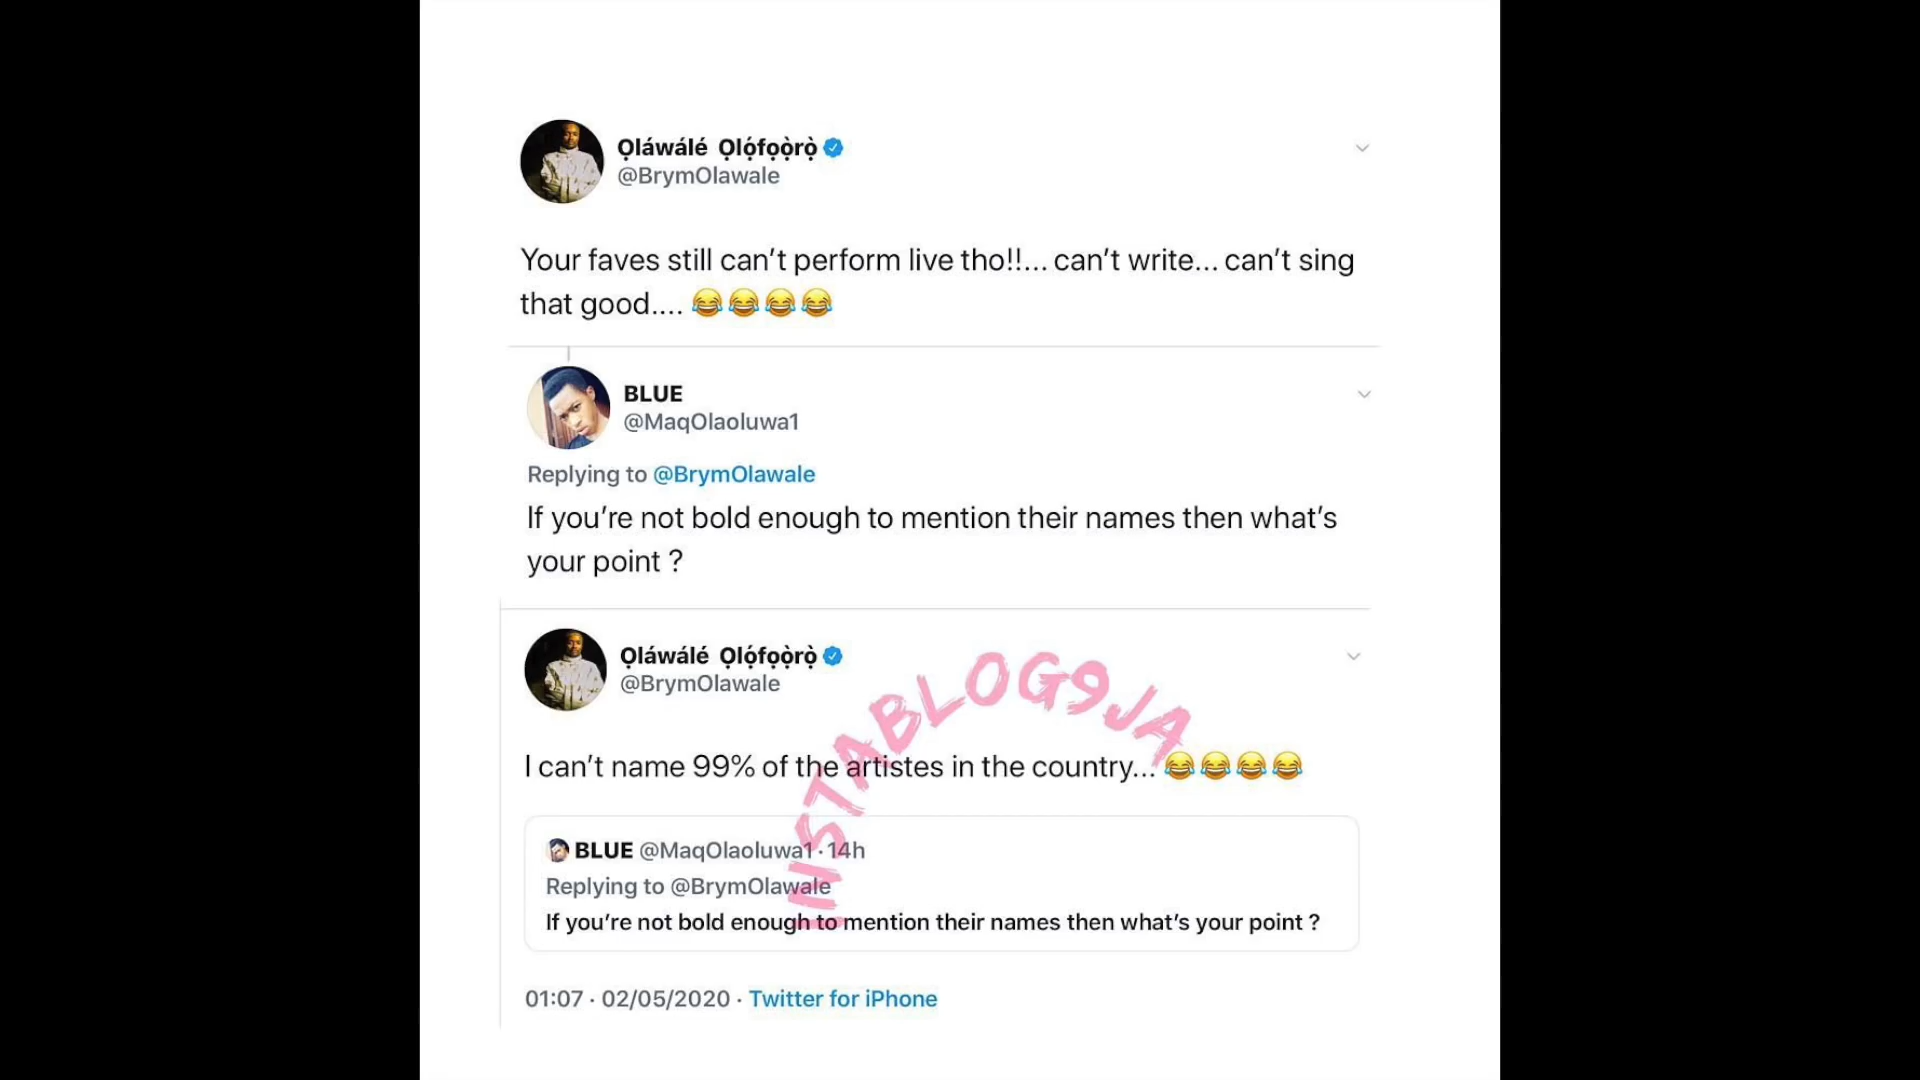 Ọláwálé Ọlọ́fọọ̀rọ̀
@BrymOlawale
Your faves still can’t perform live tho!!... can’t write... can’t sing
that good.... 😂😂😂😂
BLUE
@MaqOlaoluwa1
Replying to @BrymOlawale
If you’re not bold enough to mention their names then what’s
your point ?
Ọláwálé Ọlọ́fọọ̀rọ̀
@BrymOlawale
INSTABLOG9JA
I can’t name 99% of the artistes in the country... 😂😂😂😂
BLUE @MaqOlaoluwa1 · 14h
Replying to @BrymOlawale
If you’re not bold enough to mention their names then what’s your point ?
01:07 · 02/05/2020 · Twitter for iPhone